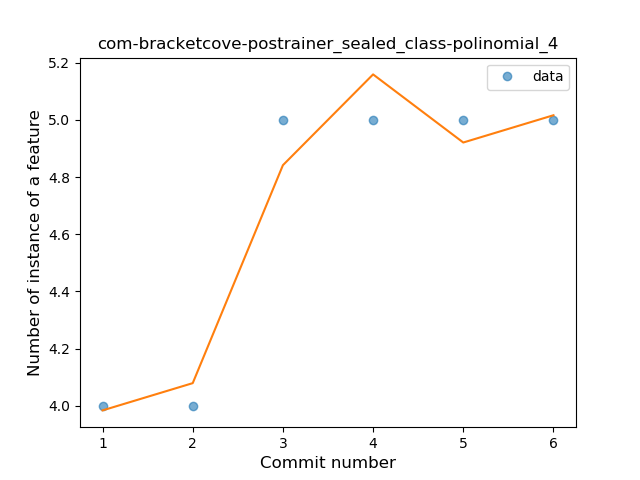 com-bracketcove-postrainer_sealed_class-polinomial_4
data
Number of instance of a feature
5.2
5.0
4.8
4.6
4.4
4.2
4.0
1 2 3 4 5 6
Commit number